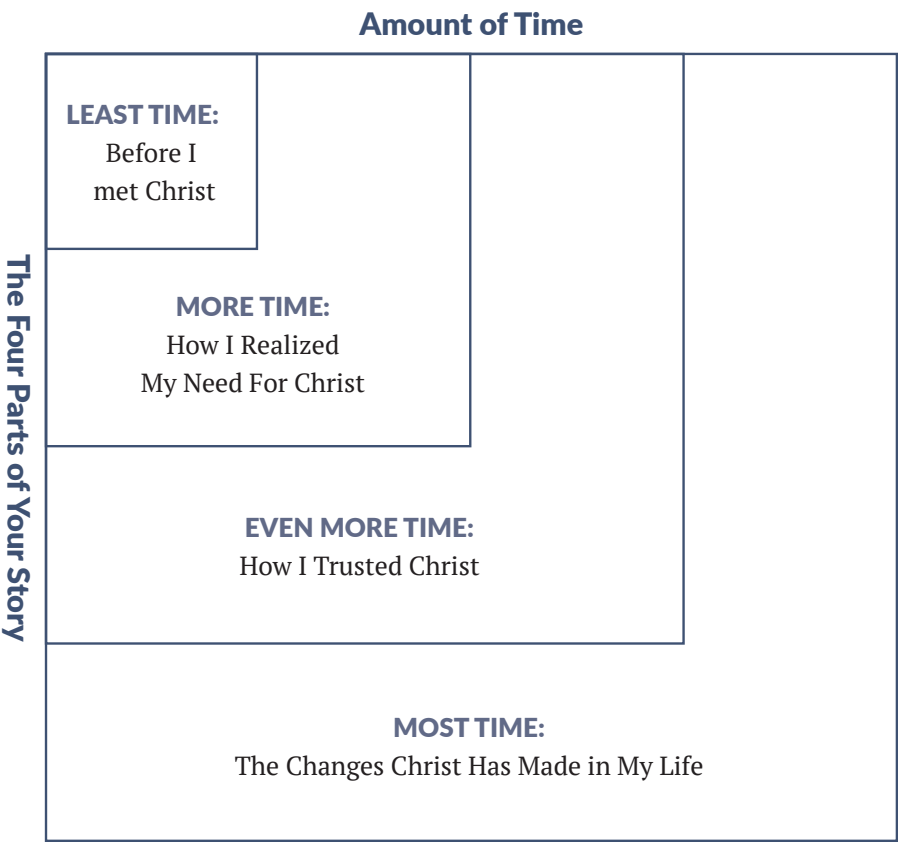 Amount of Time
The Four Parts of Your Story
LEAST TIME:
Before I
met Christ
MORE TIME:
How I Realized
My Need For Christ
EVEN MORE TIME:
How I Trusted Christ
MOST TIME:
The Changes Christ Has Made in My Life